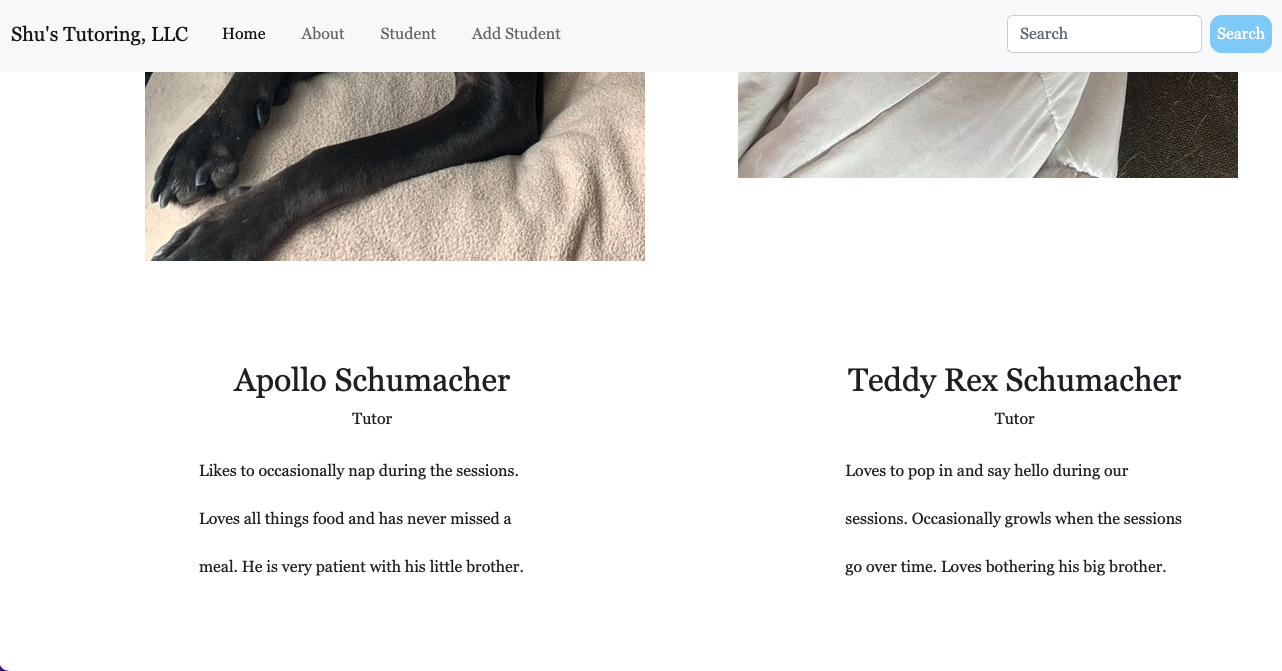 Shu's Tutoring, LLC Home About Student Add Student Search Search
Apollo Schumacher
Tutor
Likes to occasionally nap during the sessions.
Loves all things food and has never missed a
meal. He is very patient with his little brother.
Teddy Rex Schumacher
Tutor
Loves to pop in and say hello during our
sessions. Occasionally growls when the sessions
go over time. Loves bothering his big brother.